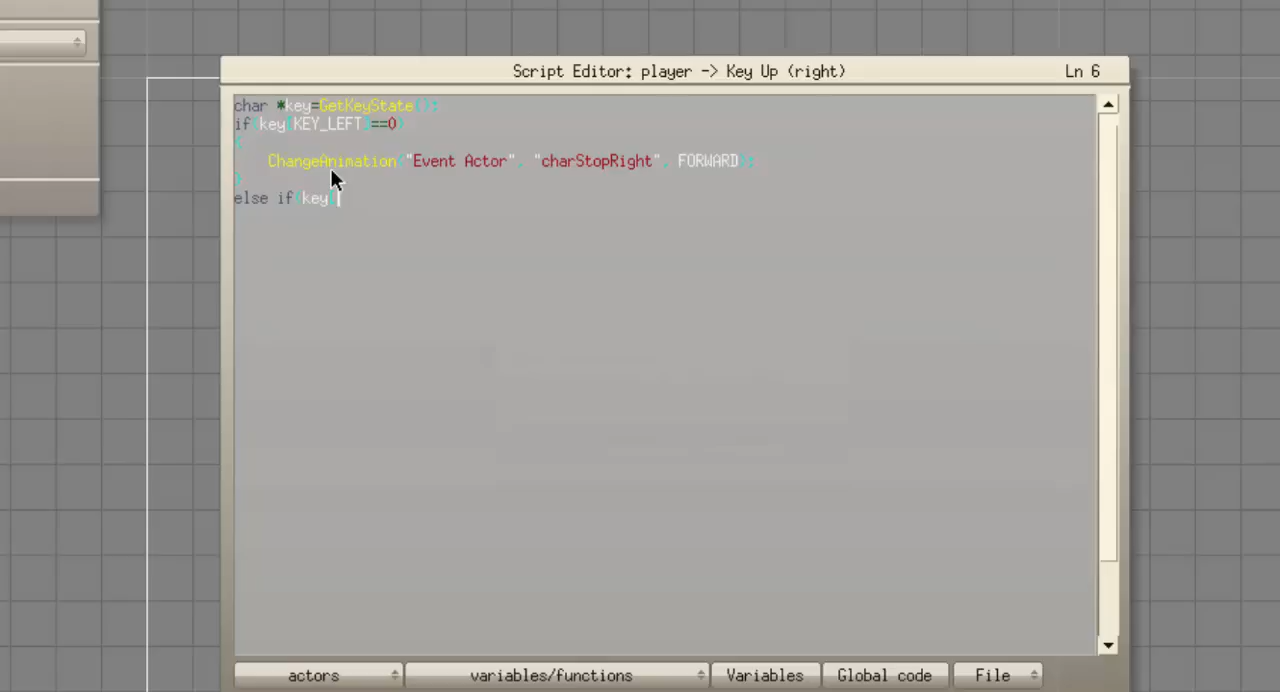 Script Editor: player -> Key Up (right)
Ln 6
char *key=GetKeyState();
if(key[KEY_LEFT]==0)
{
    ChangeAnimation("Event Actor", "charStopRight", FORWARD);
}
else if(key[
actors
variables/functions
Variables
Global code
File